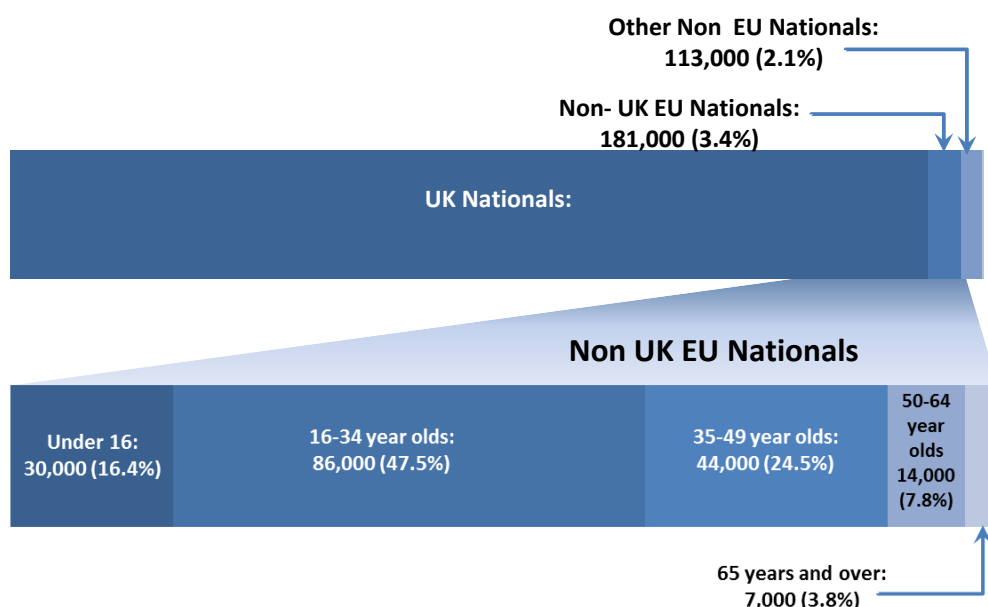 Other Non  EU Nationals:
113,000 (2.1%)
Non- UK EU Nationals:
181,000 (3.4%)
UK Nationals:
Non UK EU Nationals
Under 16:
30,000 (16.4%)
16-34 year olds:
86,000 (47.5%)
35-49 year olds:
44,000 (24.5%)
50-64
year
olds
14,000
(7.8%)
65 years and over:
7,000 (3.8%)